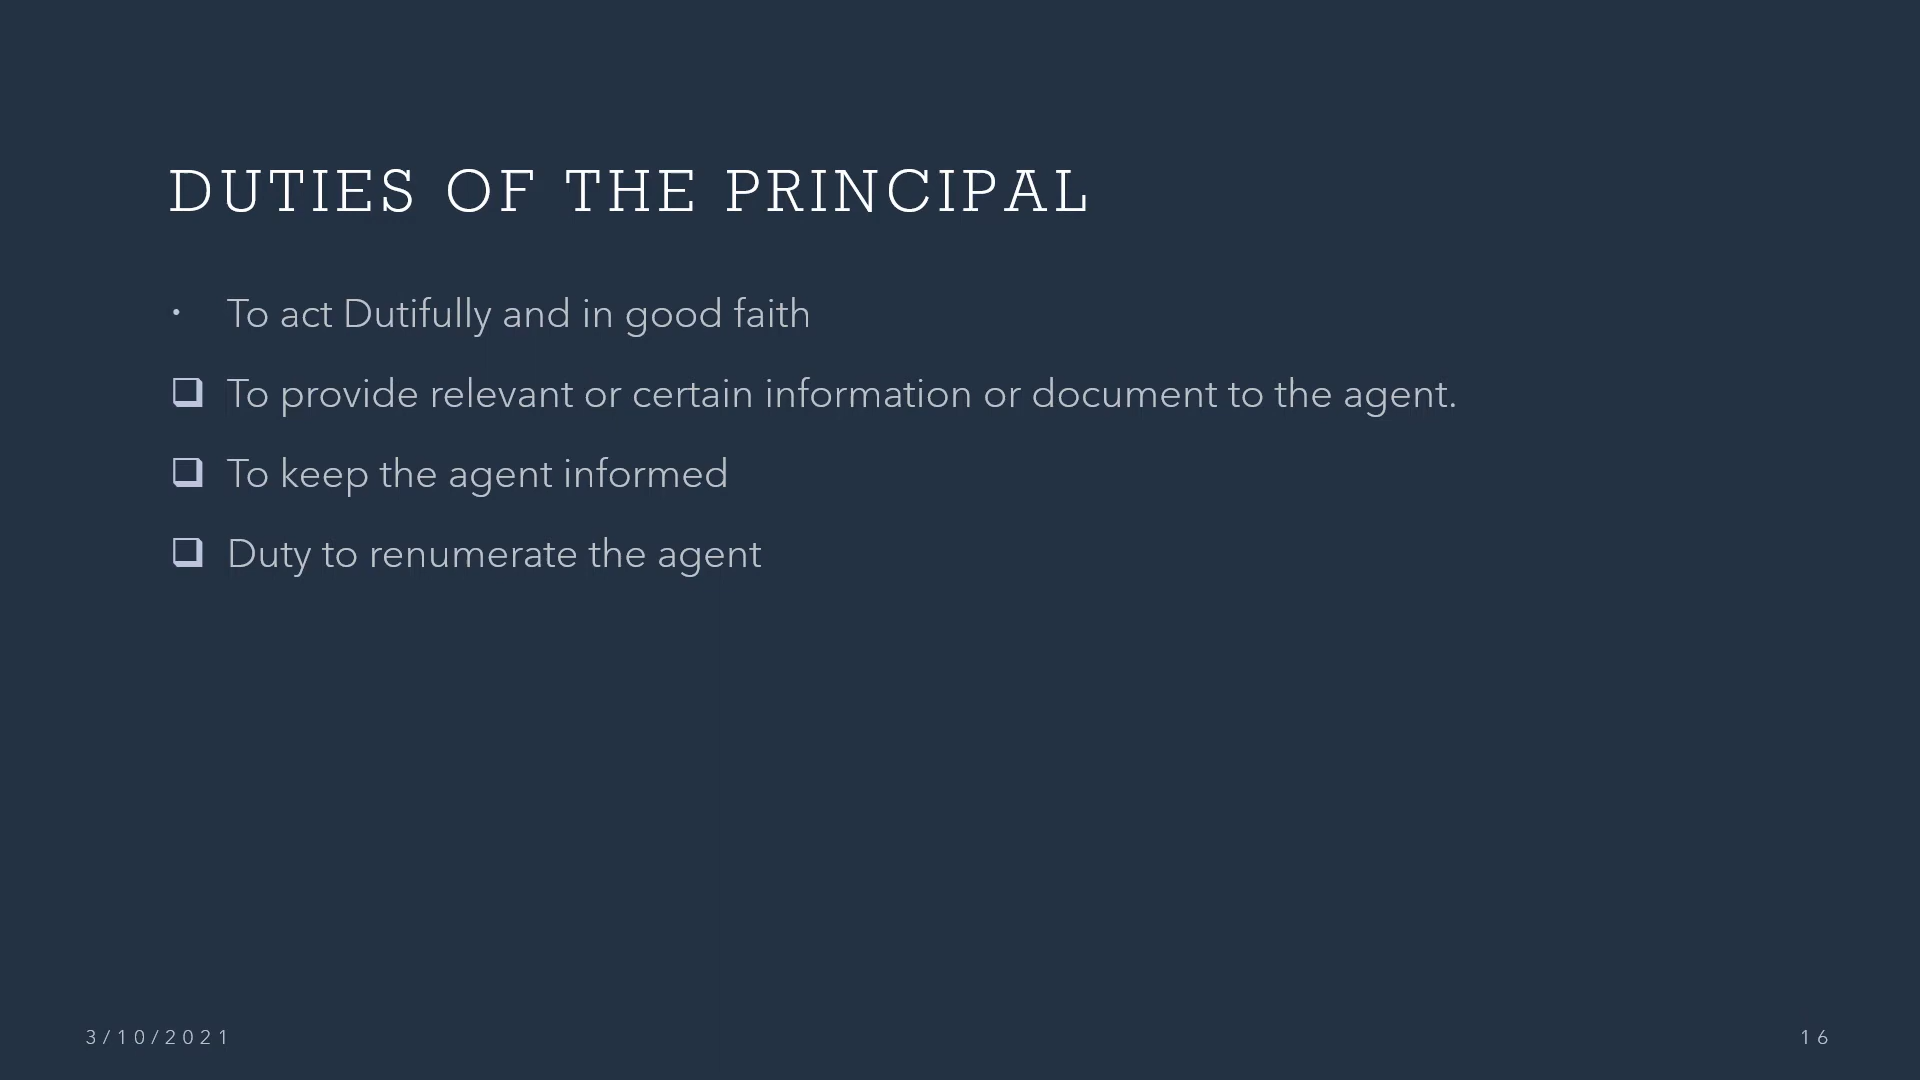 DUTIES OF THE PRINCIPAL
• To act Dutifully and in good faith
❑ To provide relevant or certain information or document to the agent.
❑ To keep the agent informed
❑ Duty to renumerate the agent
3/10/2021
16